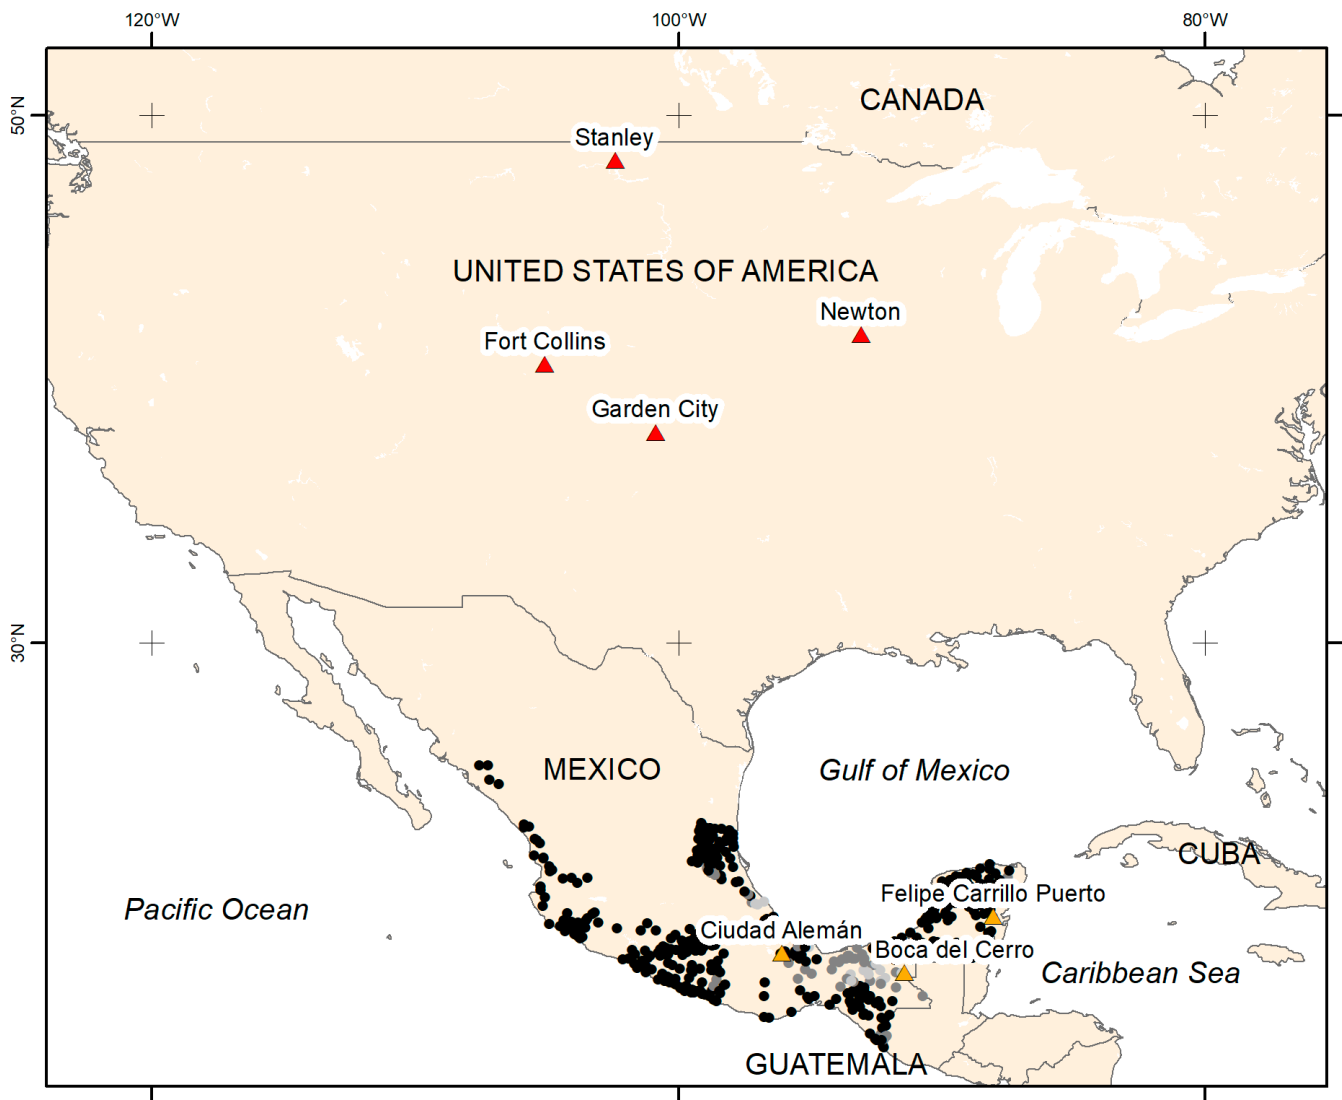 120°W
100°W
80°W
50°N
CANADA
Stanley
UNITED STATES OF AMERICA
Newton
Fort Collins
Garden City
30°N
MEXICO
Gulf of Mexico
CUBA
Felipe Carrillo Puerto
Pacific Ocean
Ciudad Alemán
Boca del Cerro
Caribbean Sea
GUATEMALA